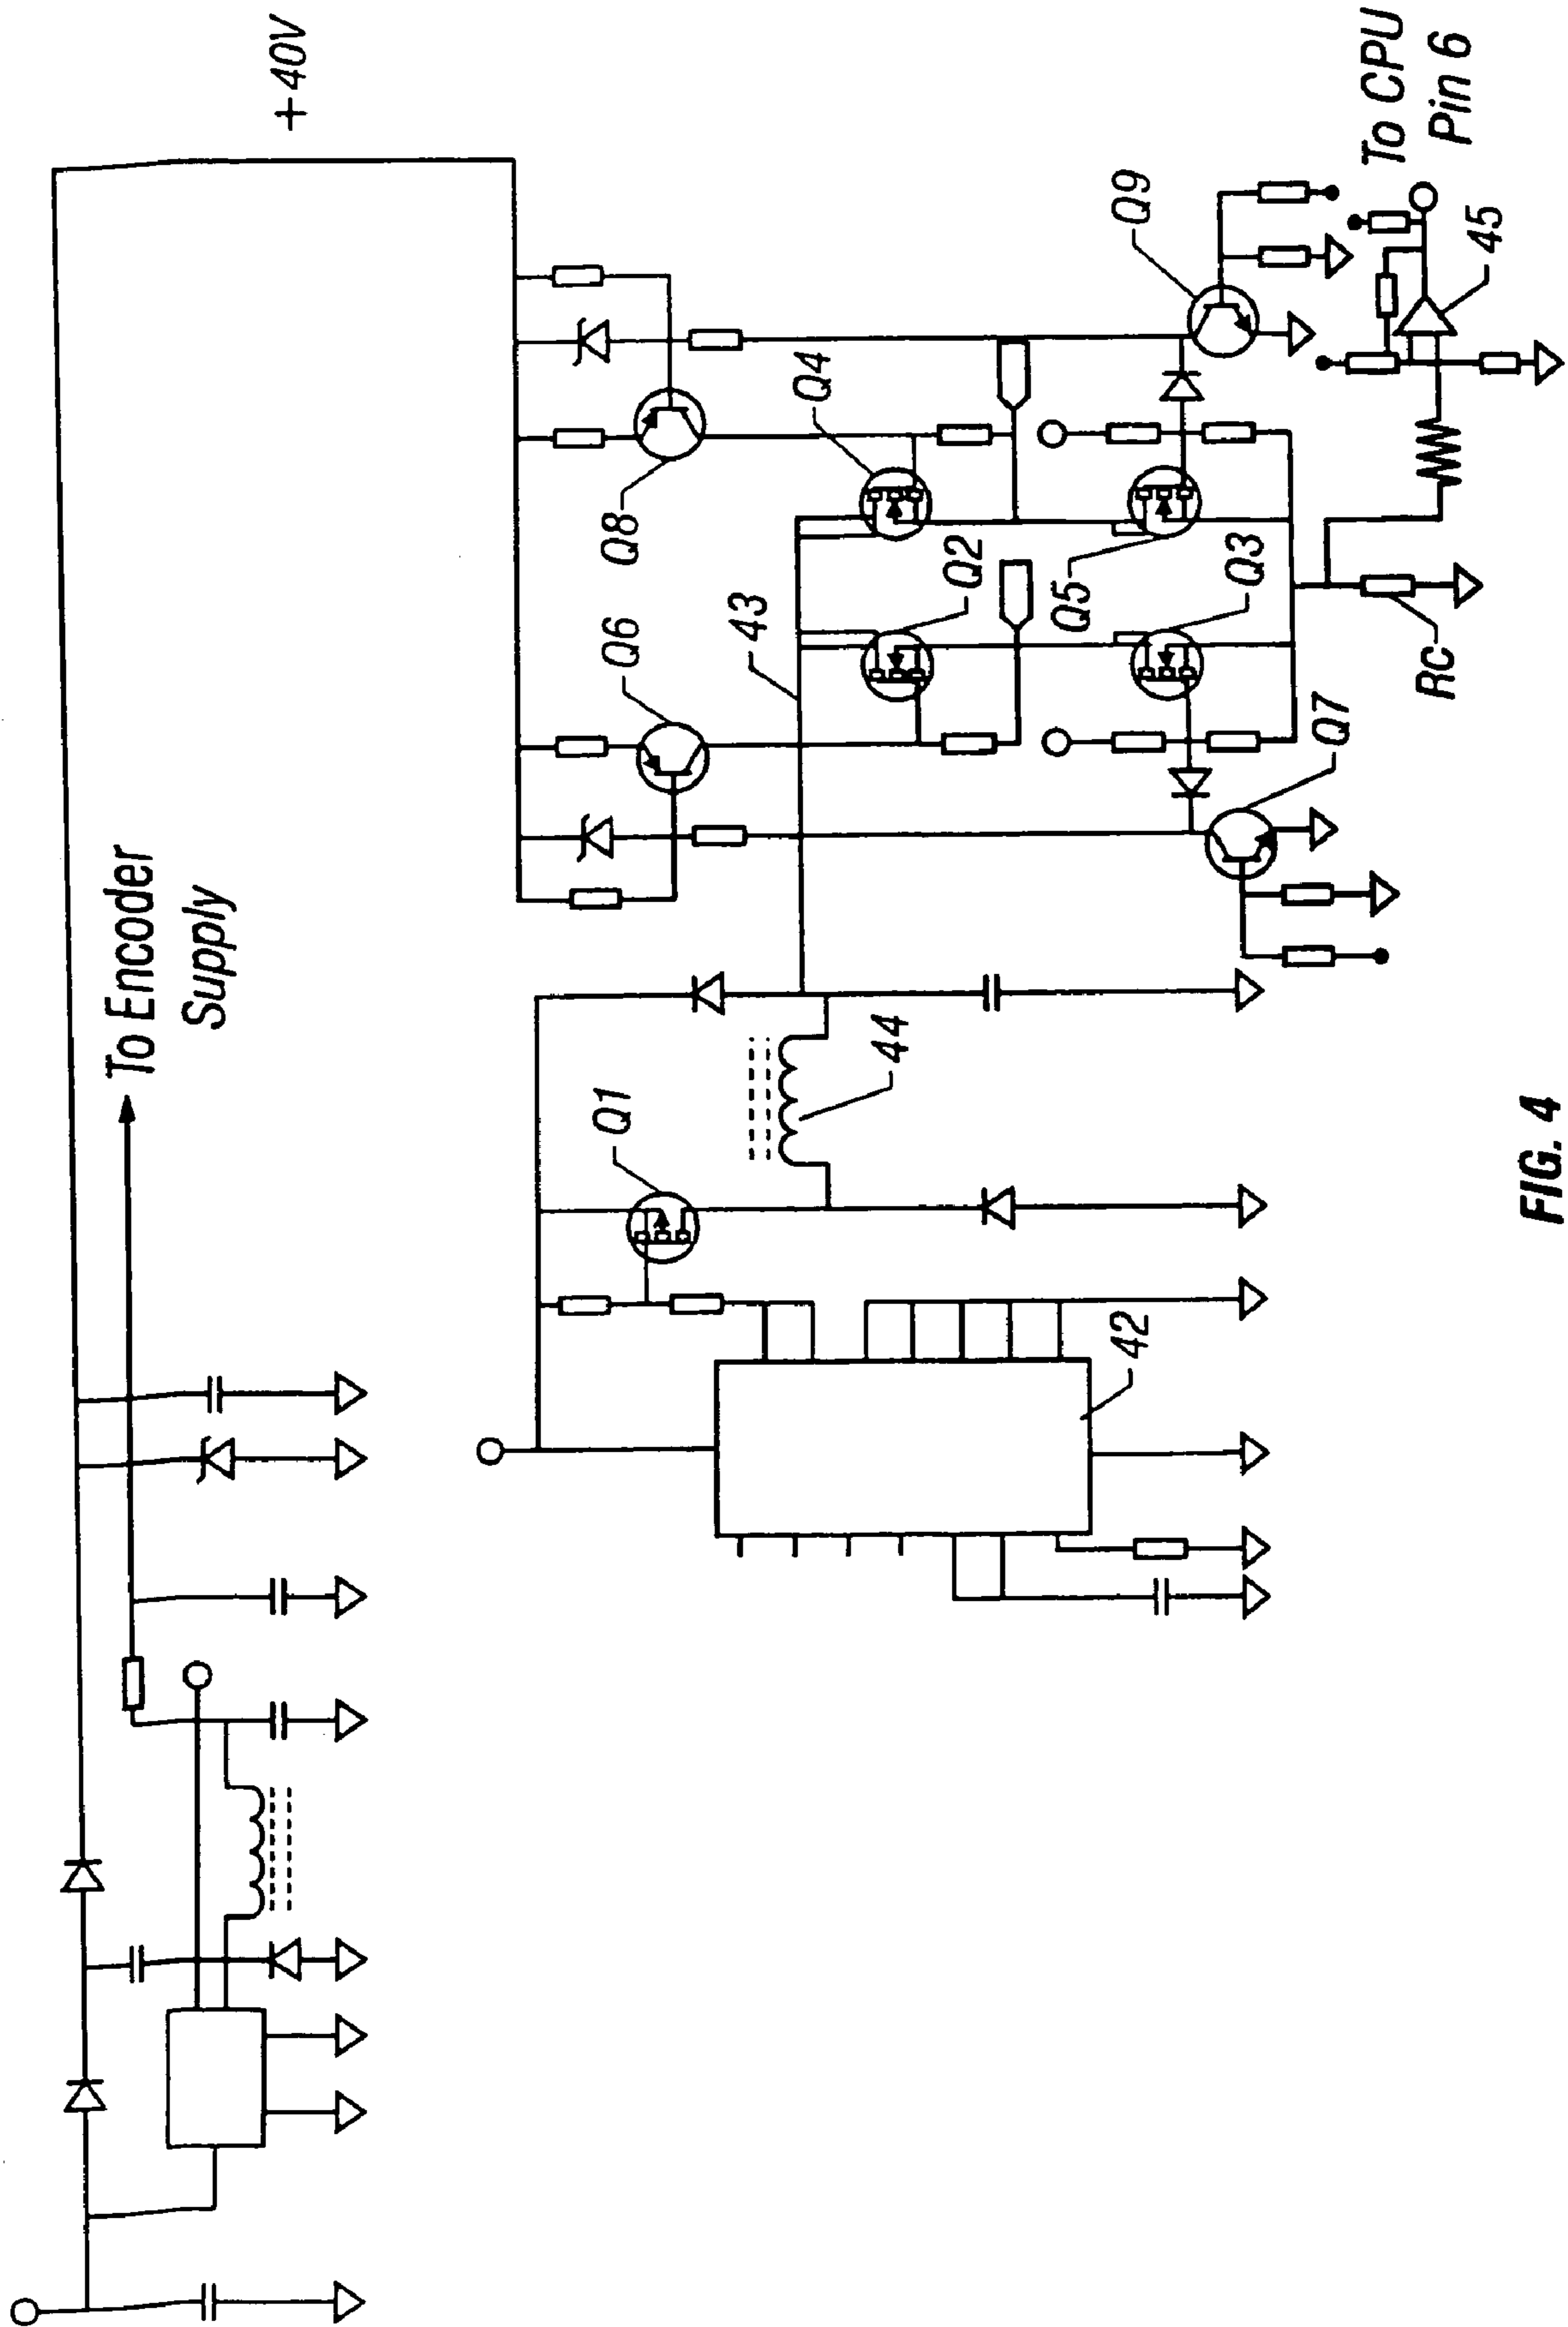 +40V
To Encoder
Supply
Q8
Q6
Q4
Q9
43
Q2
Q5
Q3
To CPU
Pin 6
45
Rc
Q7
Q1
44
42
FIG. 4